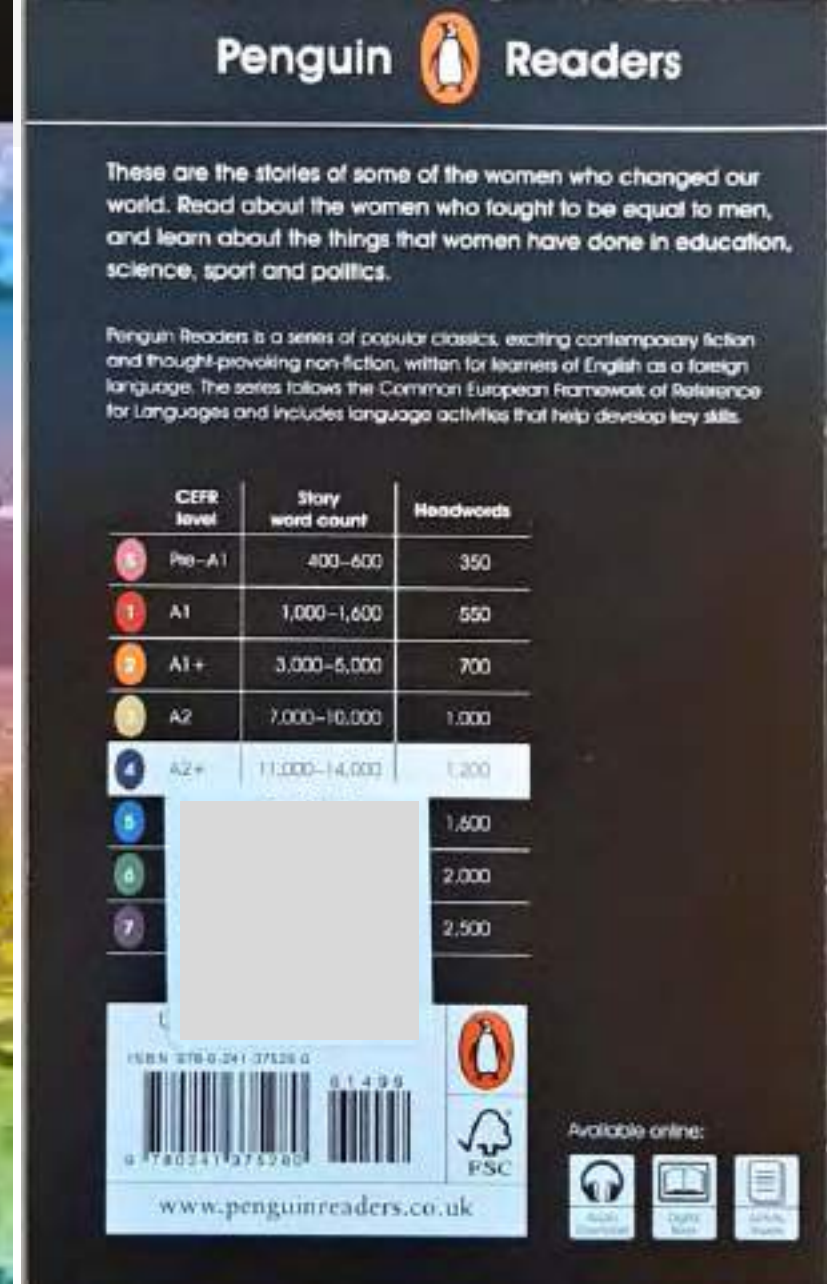 Penguin Readers
These are the stories of some of the women who changed our
world. Read about the women who fought to be equal to men,
and learn about the things that women have done in education,
science, sport and politics.
Penguin Readers is a series of popular classics, exciting contemporary fiction
and thought-provoking non-fiction, written for learners of English as a foreign
language. The series follows the Common European Framework of Reference
for Languages and includes language activities that help develop key skills.
CEFR level Story word count Headwords
S Pre-A1 400–600 350
1 A1 1,000–1,600 550
2 A1+ 3,000–5,000 700
3 A2 7,000–10,000 1,000
4 A2+ 11,000–14,000 1,200
5 1,600
6 2,000
7 2,500
ISBN 978-0-241-37528-0
01499
9 780241 375280
FSC
www.penguinreaders.co.uk
Available online:
Digital